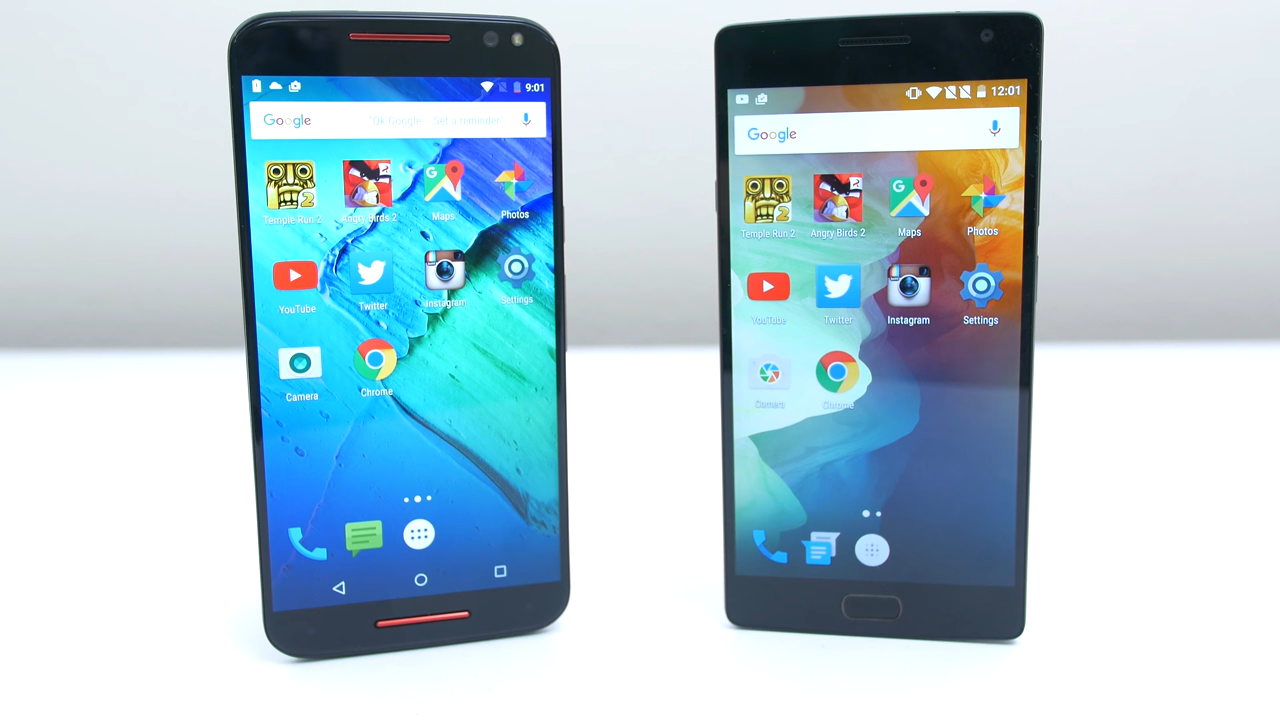 9:01
Google
"Ok Google, Set a reminder"
Temple Run 2
Angry Birds 2
Maps
Photos
YouTube
Twitter
Instagram
Settings
Camera
Chrome
12:01
Google
Temple Run 2
Angry Birds 2
Maps
Photos
YouTube
Twitter
Instagram
Settings
Camera
Chrome